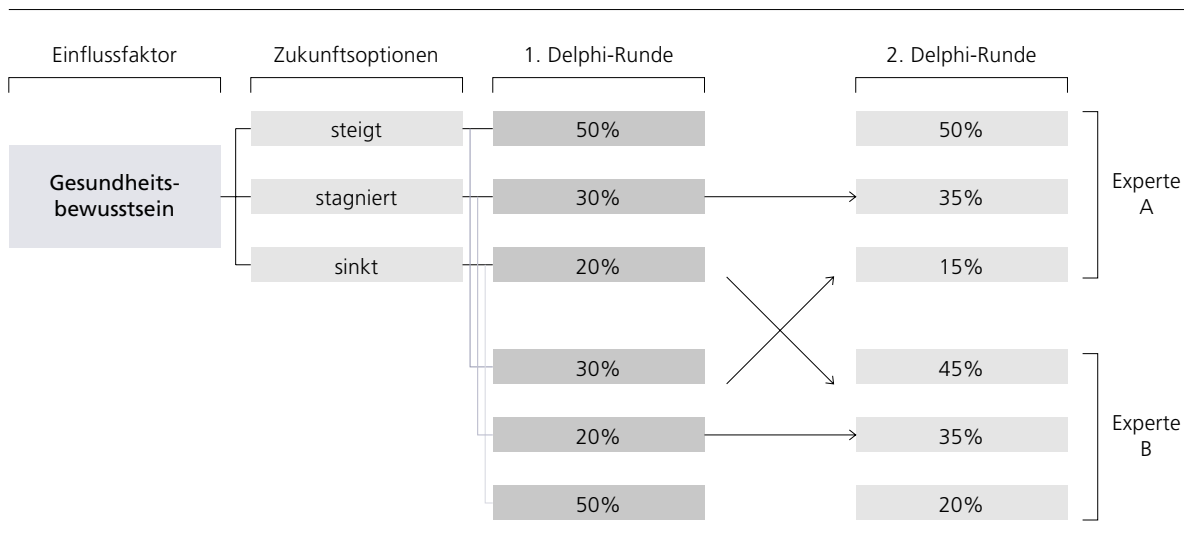 Einflussfaktor
Zukunftsoptionen
1. Delphi-Runde
2. Delphi-Runde
Gesundheits-
bewusstsein
steigt
50%
50%
stagniert
30%
35%
sinkt
20%
15%
Experte
A
30%
45%
20%
35%
50%
20%
Experte
B